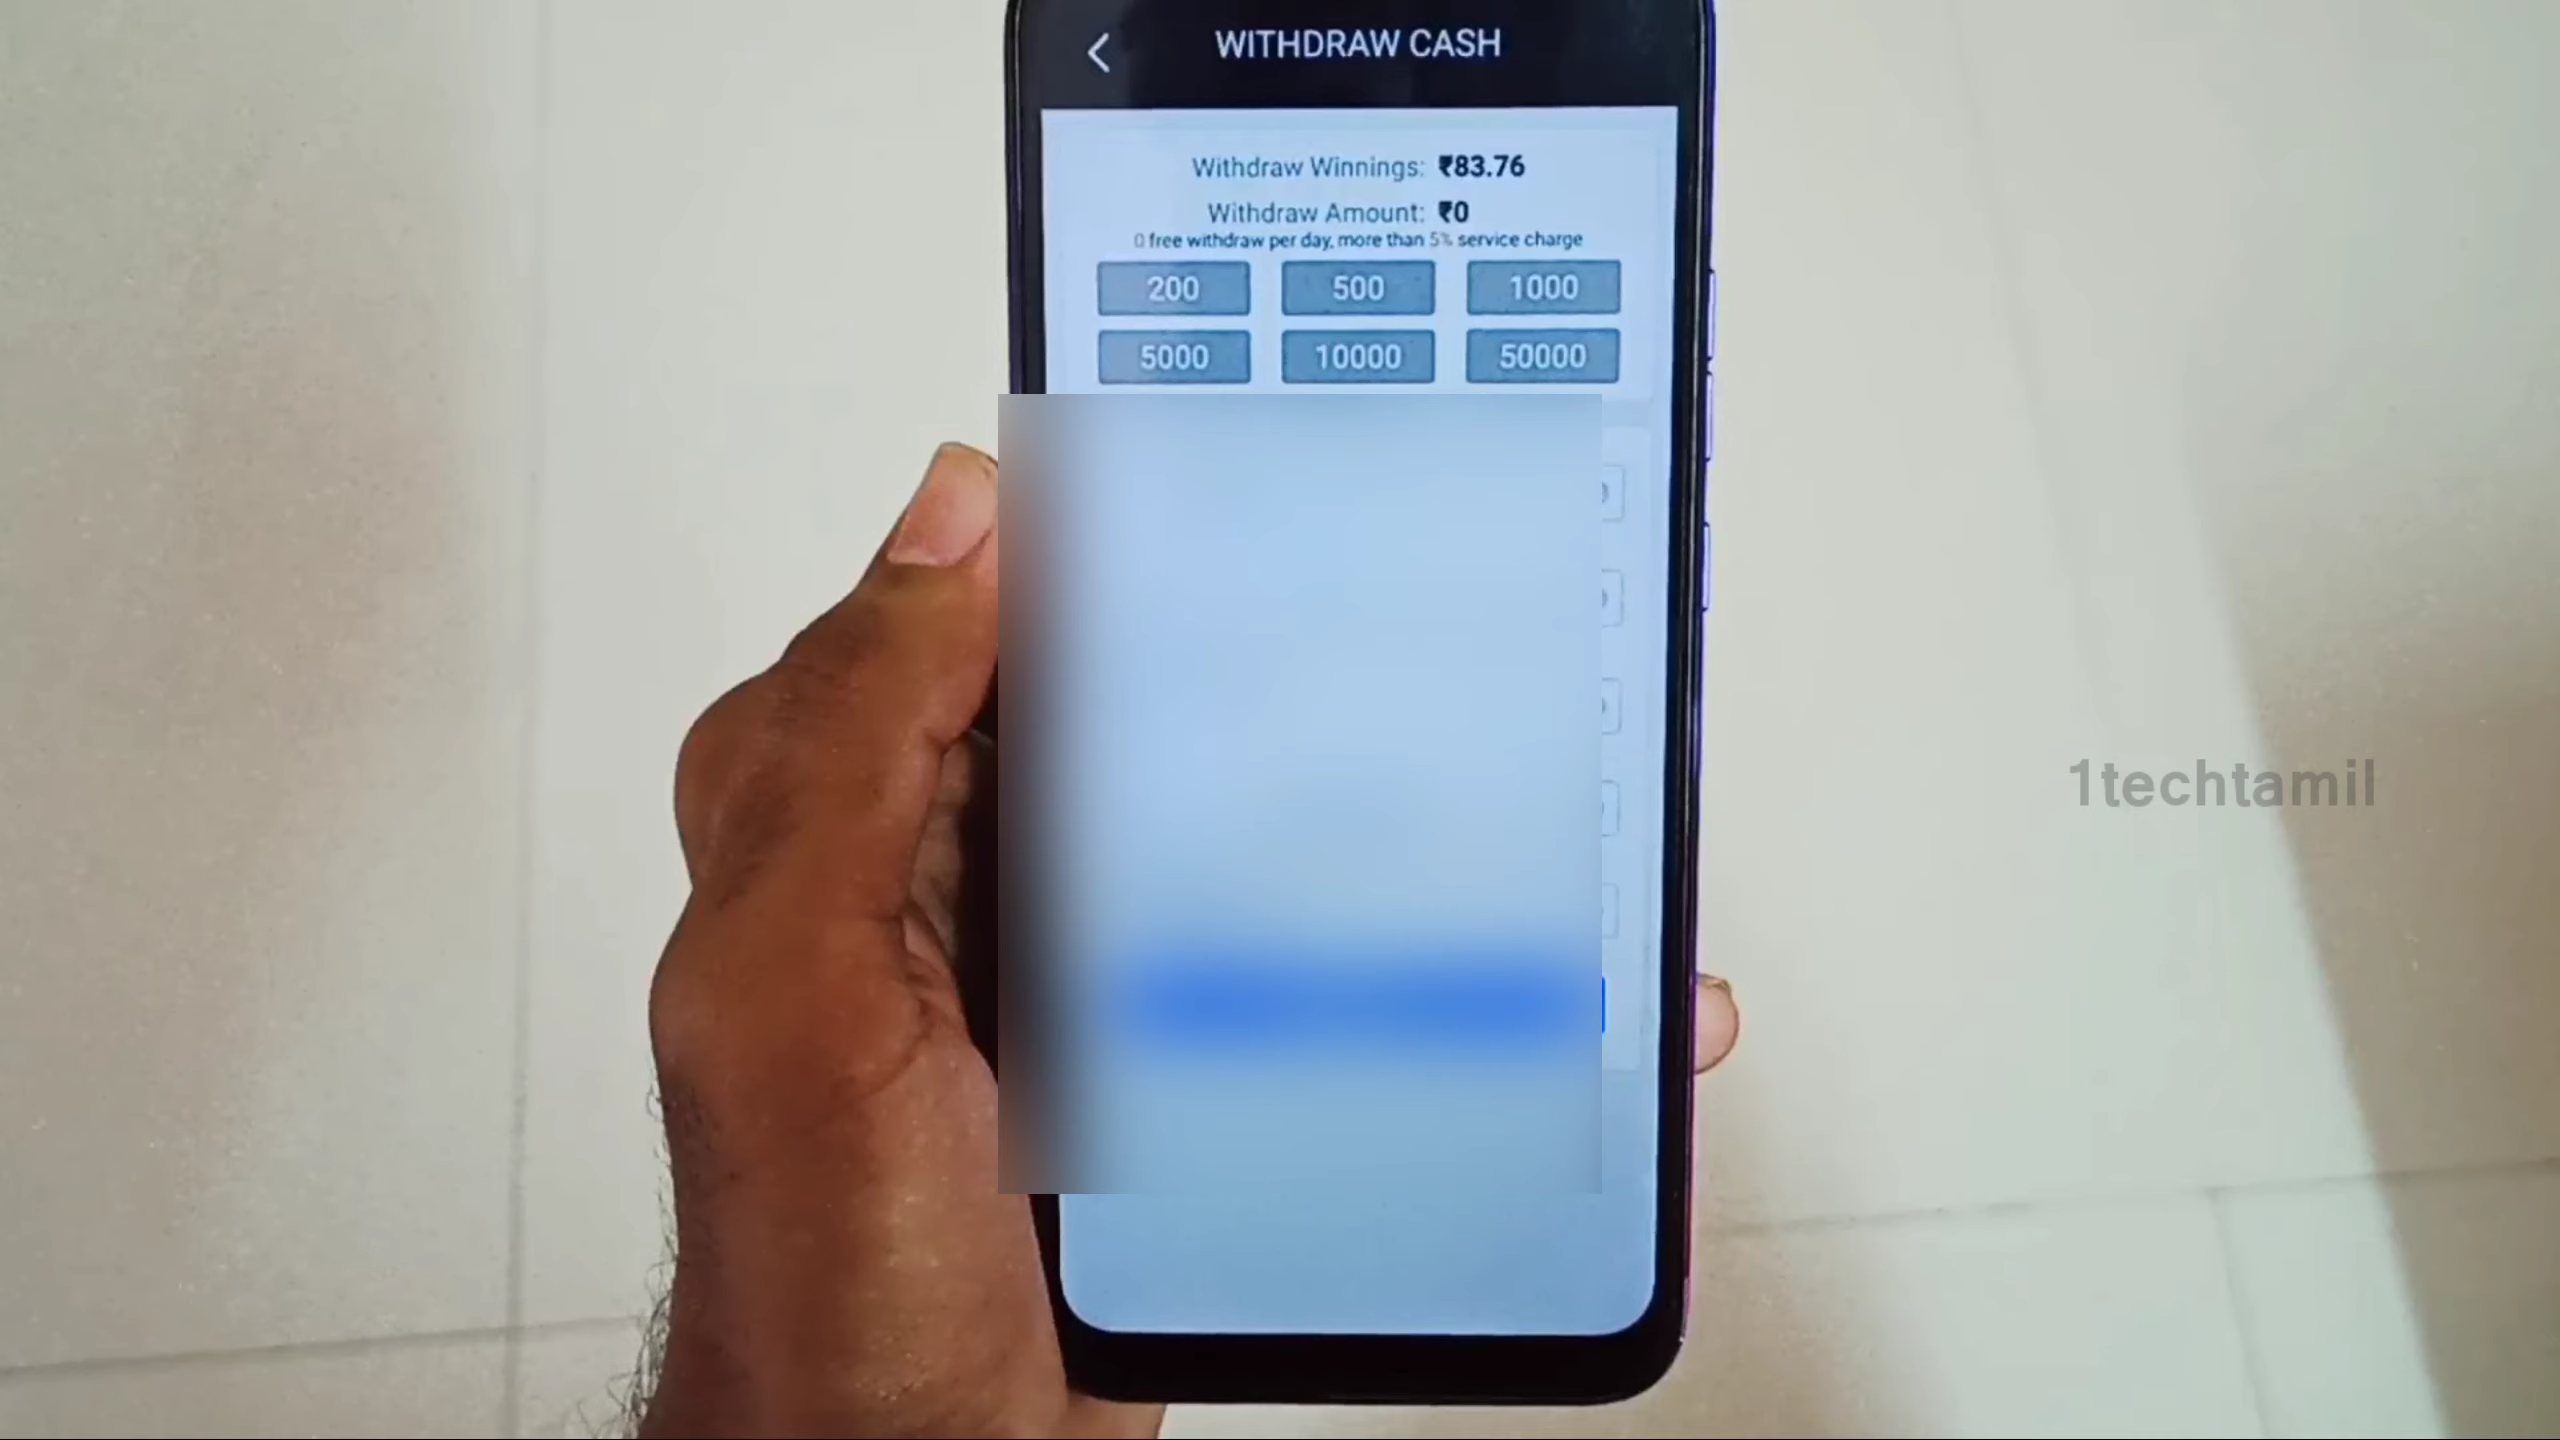 WITHDRAW CASH
Withdraw Winnings: ₹83.76
Withdraw Amount: ₹0
0 free withdraw per day, more than 5% service charge
200 500 1000
5000 10000 50000
1techtamil